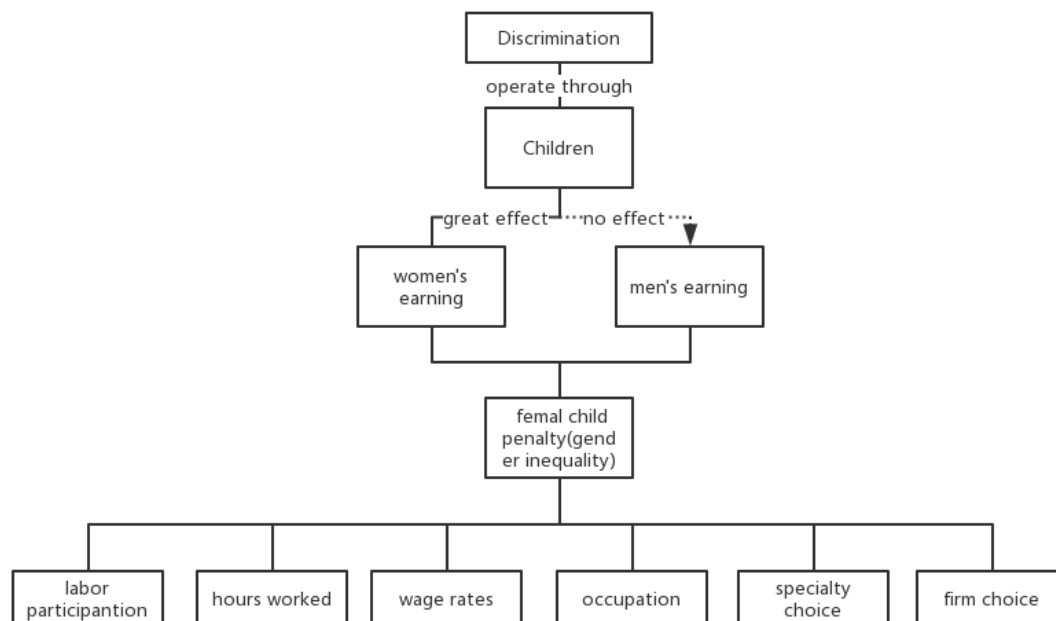 Discrimination
operate through
Children
great effect
no effect
women's
earning
men's earning
femal child
penalty(gend
er inequality)
labor
participantion
hours worked
wage rates
occupation
specialty
choice
firm choice